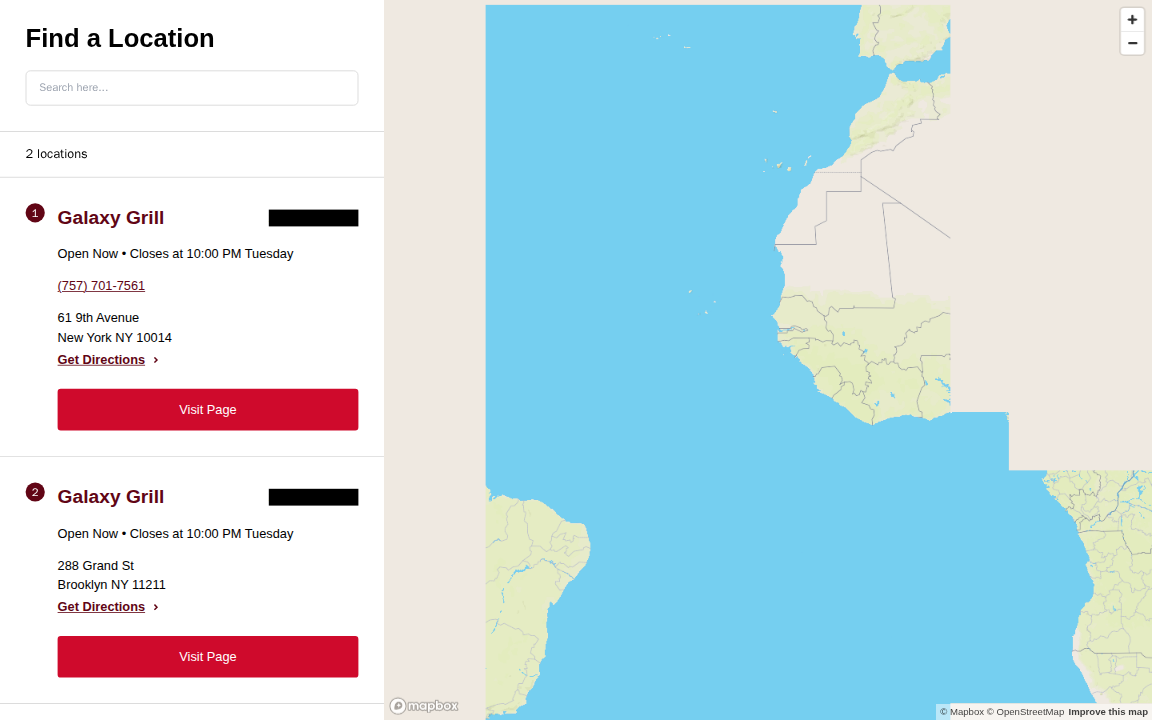 Find a Location
Search here...
2 locations
1
Galaxy Grill
Open Now • Closes at 10:00 PM Tuesday
(757) 701-7561
61 9th Avenue
New York NY 10014
Get Directions
Visit Page
2
Galaxy Grill
Open Now • Closes at 10:00 PM Tuesday
288 Grand St
Brooklyn NY 11211
Get Directions
Visit Page
+
−
mapbox
© Mapbox © OpenStreetMap Improve this map